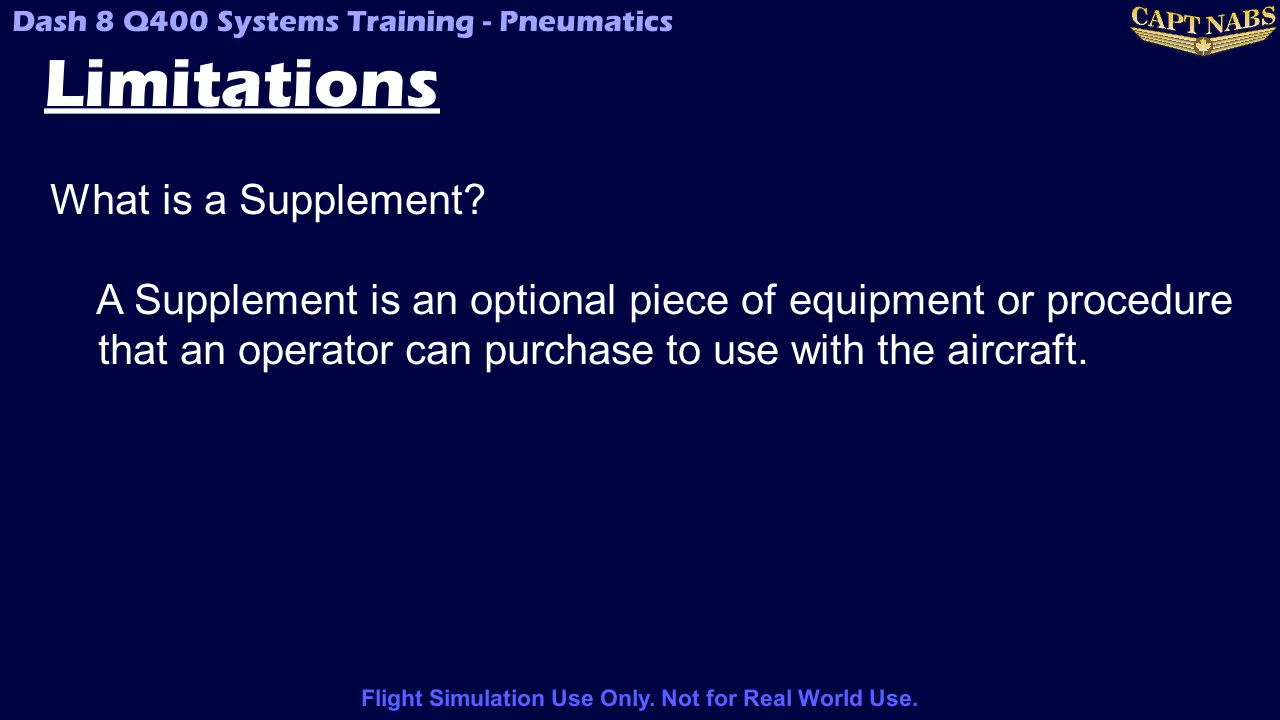 Dash 8 Q400 Systems Training - Pneumatics
CAPT NABS
Limitations
What is a Supplement?
A Supplement is an optional piece of equipment or procedure
that an operator can purchase to use with the aircraft.
Flight Simulation Use Only. Not for Real World Use.